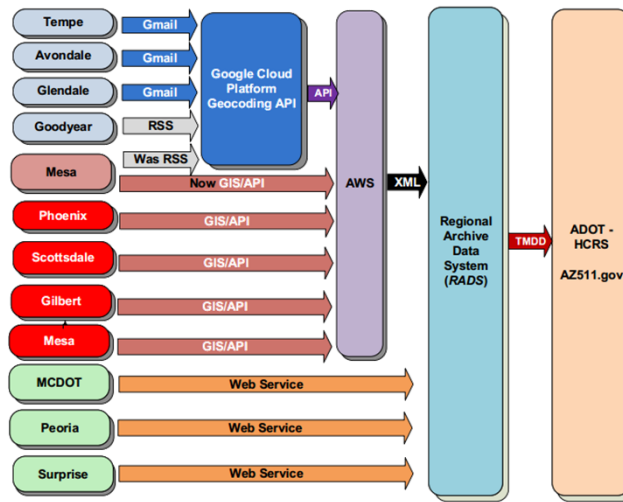 Tempe
Gmail
Avondale
Gmail
Glendale
Gmail
Goodyear
RSS
Was RSS
Google Cloud
Platform
Geocoding API
API
Mesa
Now GIS/API
Phoenix
GIS/API
Scottsdale
GIS/API
Gilbert
GIS/API
Mesa
GIS/API
AWS
XML
MCDOT
Web Service
Peoria
Web Service
Surprise
Web Service
Regional
Archive
Data
System
(RADS)
TMDD
ADOT -
HCRS
AZ511.gov